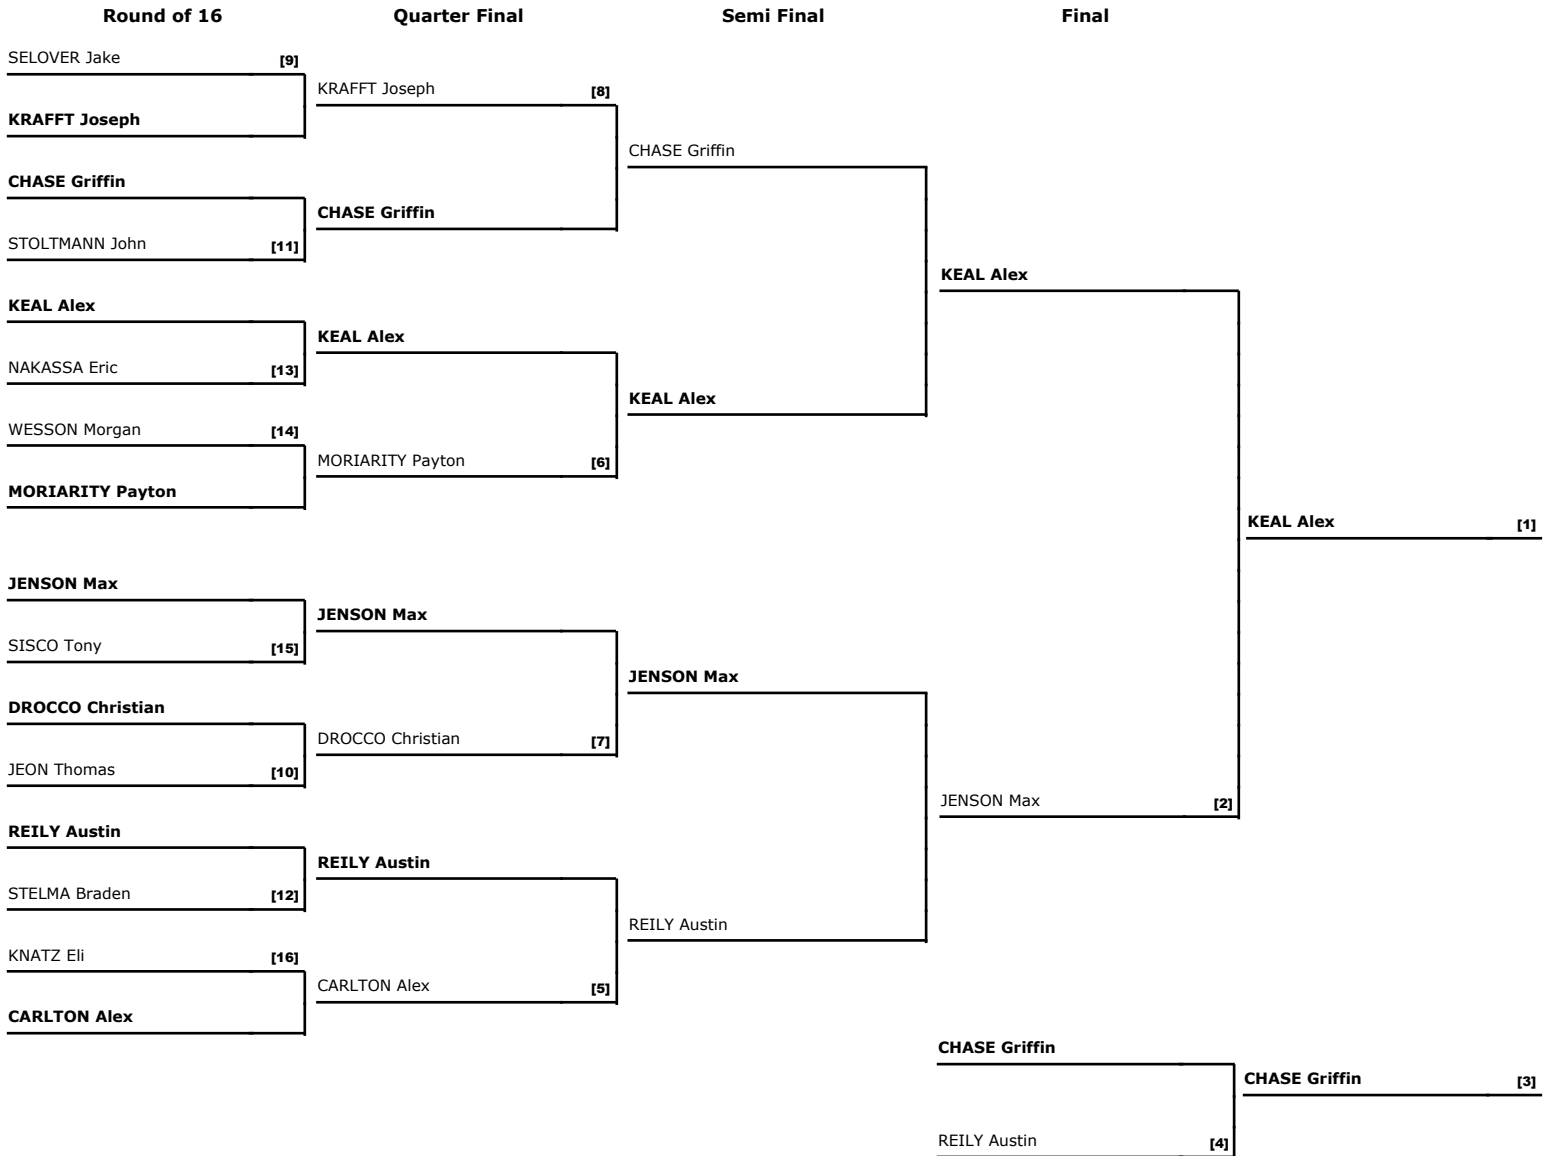 Round of 16
Quarter Final
Semi Final
Final
SELOVER Jake [9]
KRAFFT Joseph
CHASE Griffin
STOLTMANN John [11]
KEAL Alex
NAKASSA Eric [13]
WESSON Morgan [14]
MORIARITY Payton
JENSON Max
SISCO Tony [15]
DROCCO Christian
JEON Thomas [10]
REILY Austin
STELMA Braden [12]
KNATZ Eli [16]
CARLTON Alex
KRAFFT Joseph [8]
CHASE Griffin
KEAL Alex
MORIARITY Payton [6]
JENSON Max
DROCCO Christian [7]
REILY Austin
CARLTON Alex [5]
CHASE Griffin
KEAL Alex
JENSON Max
REILY Austin
KEAL Alex
JENSON Max [2]
KEAL Alex [1]
CHASE Griffin
REILY Austin [4]
CHASE Griffin [3]